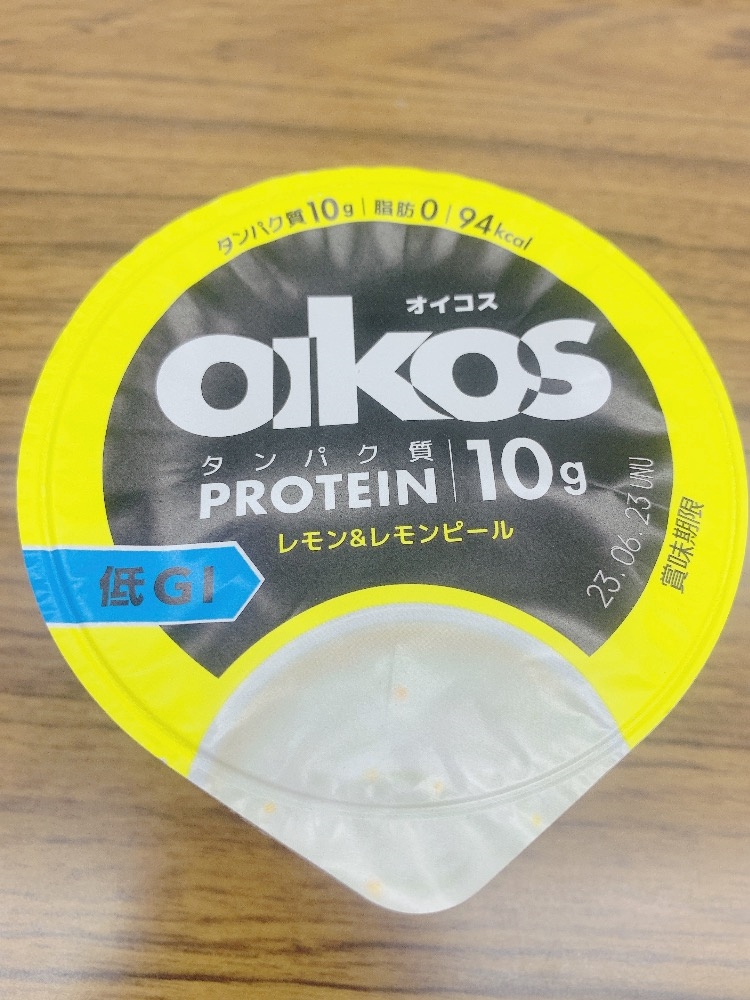 タンパク質10g | 脂肪0 | 94kcal
オイコス
oikos
タンパク質
PROTEIN | 10g
レモン&レモンピール
低GI
23.06.23 UNU
賞味期限